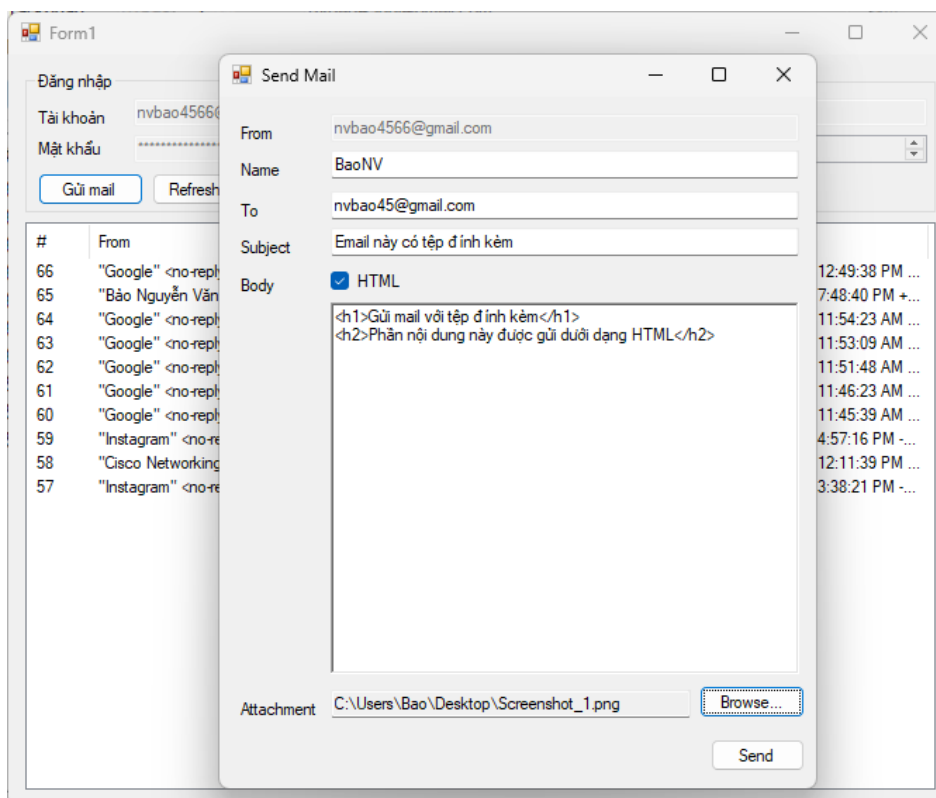 Form1
Send Mail
Đăng nhập
Tài khoản nvbao4566@
Mật khẩu ****************
Gửi mail Refresh
# From
66 "Google" <no-reply 12:49:38 PM ...
65 "Bảo Nguyễn Văn 7:48:40 PM +...
64 "Google" <no-reply 11:54:23 AM ...
63 "Google" <no-reply 11:53:09 AM ...
62 "Google" <no-reply 11:51:48 AM ...
61 "Google" <no-reply 11:46:23 AM ...
60 "Google" <no-reply 11:45:39 AM ...
59 "Instagram" <no-re 4:57:16 PM -...
58 "Cisco Networking 12:11:39 PM ...
57 "Instagram" <no-re 3:38:21 PM -...
From nvbao4566@gmail.com
Name BaoNV
To nvbao45@gmail.com
Subject Email này có tệp đính kèm
Body HTML
<h1>Gửi mail với tệp đính kèm</h1>
<h2>Phần nội dung này được gửi dưới dạng HTML</h2>
Attachment C:\Users\Bao\Desktop\Screenshot_1.png Browse...
Send